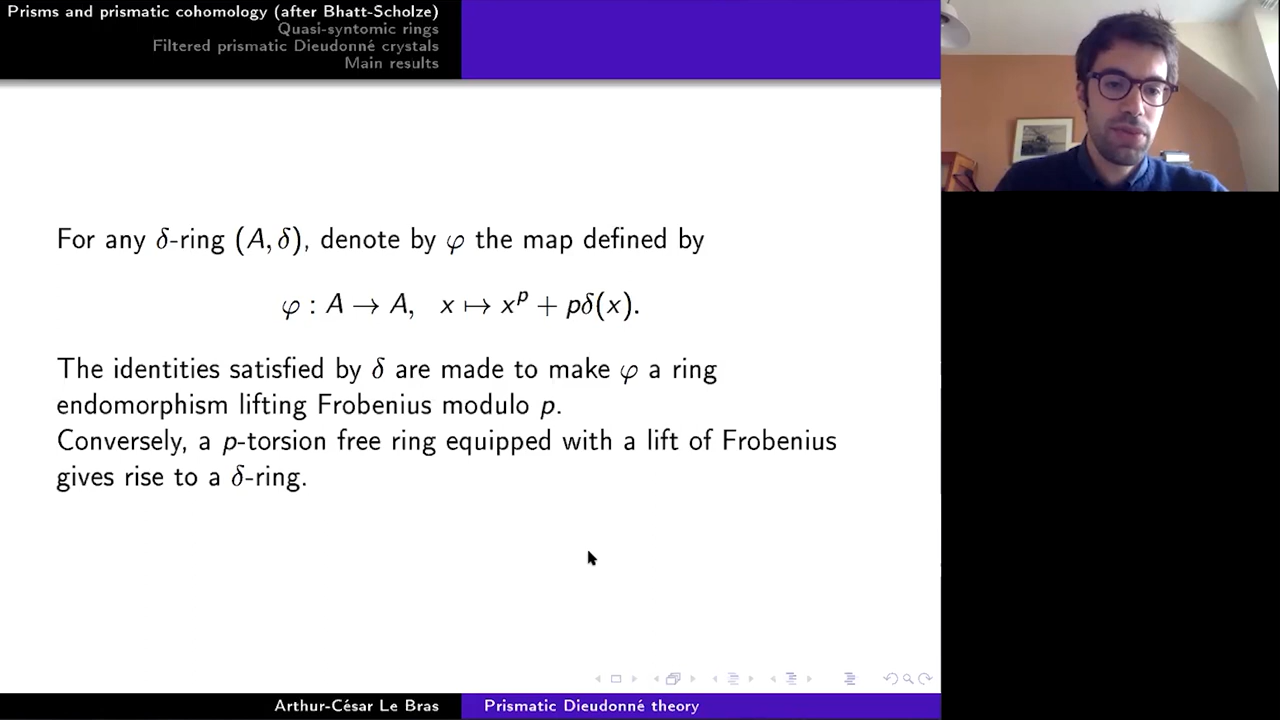 Prisms and prismatic cohomology (after Bhatt-Scholze)
Quasi-syntomic rings
Filtered prismatic Dieudonné crystals
Main results
For any δ-ring (A, δ), denote by φ the map defined by
φ : A → A, x ↦ x^p + pδ(x).
The identities satisfied by δ are made to make φ a ring
endomorphism lifting Frobenius modulo p.
Conversely, a p-torsion free ring equipped with a lift of Frobenius
gives rise to a δ-ring.
Arthur-César Le Bras
Prismatic Dieudonné theory